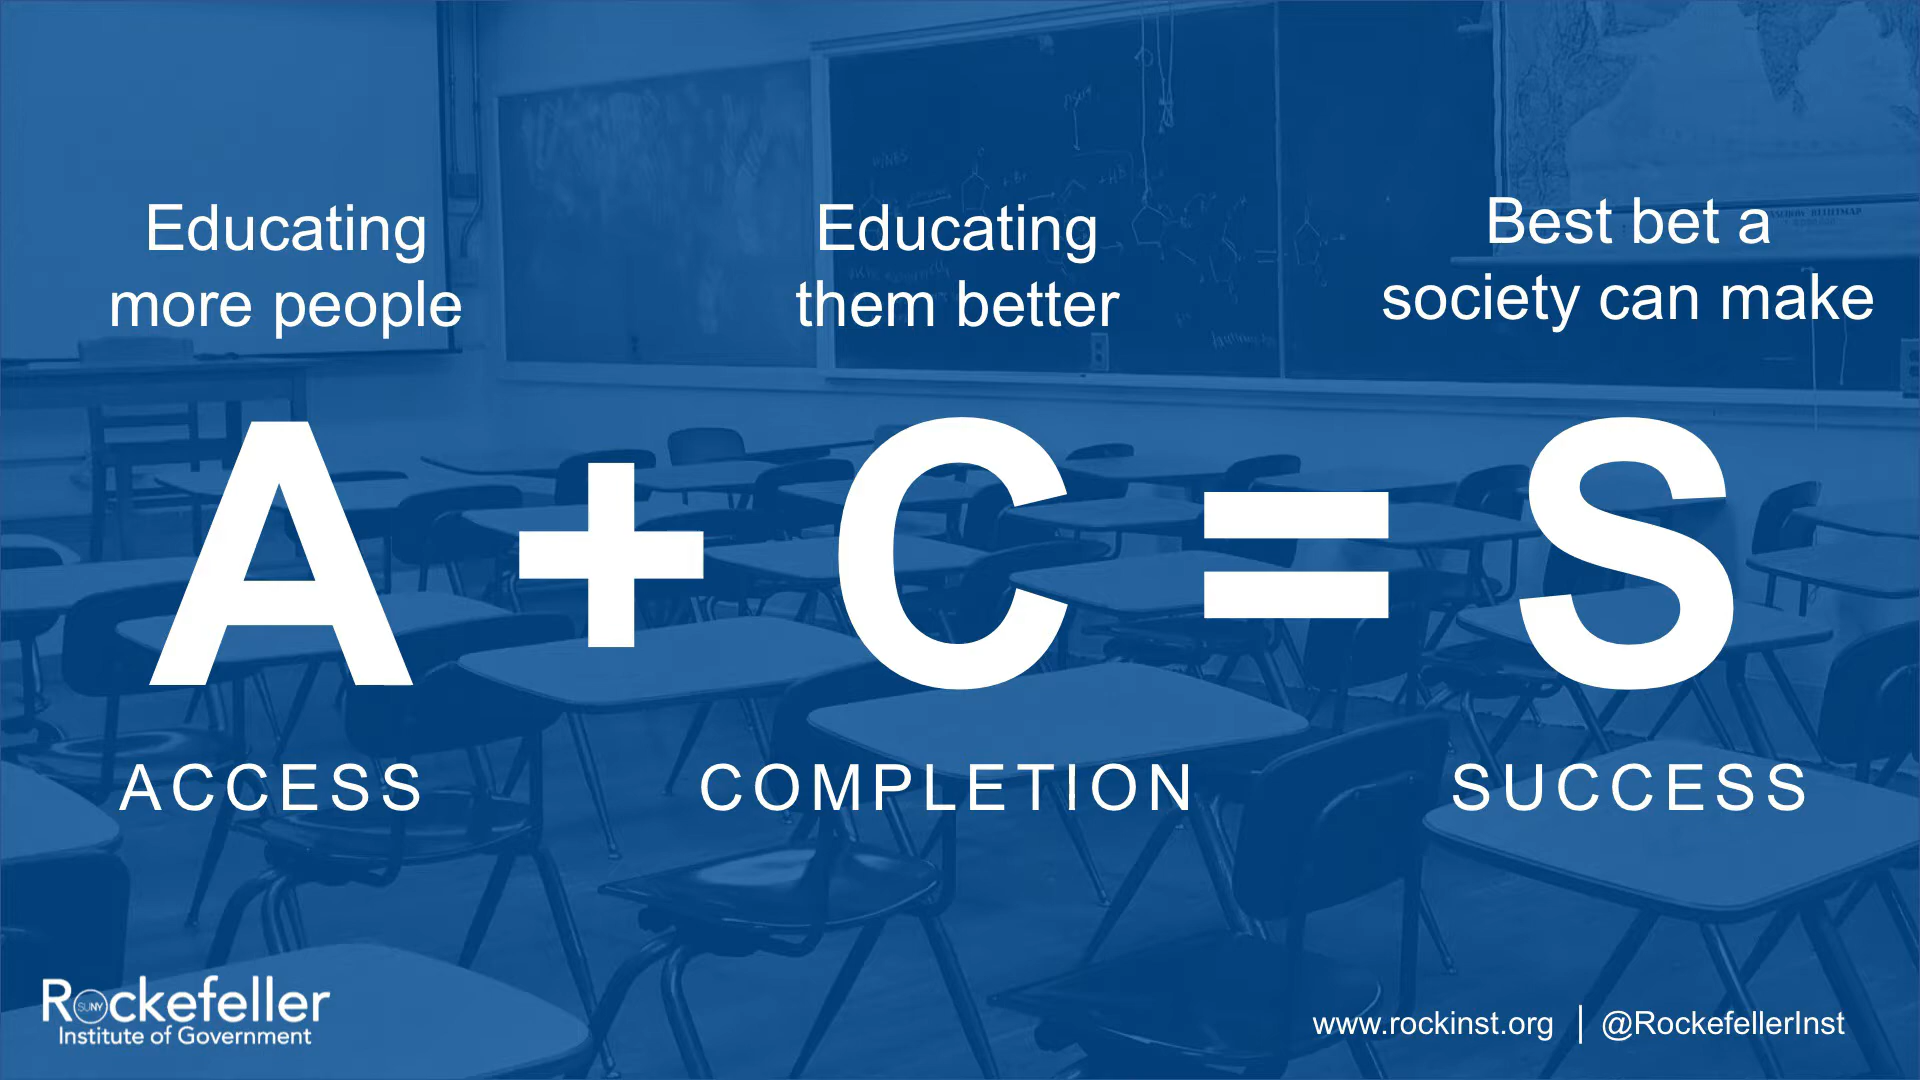 Educating
more people
Educating
them better
Best bet a
society can make
A + C = S
ACCESS
COMPLETION
SUCCESS
Rockefeller
SUNY
Institute of Government
www.rockinst.org | @RockefellerInst